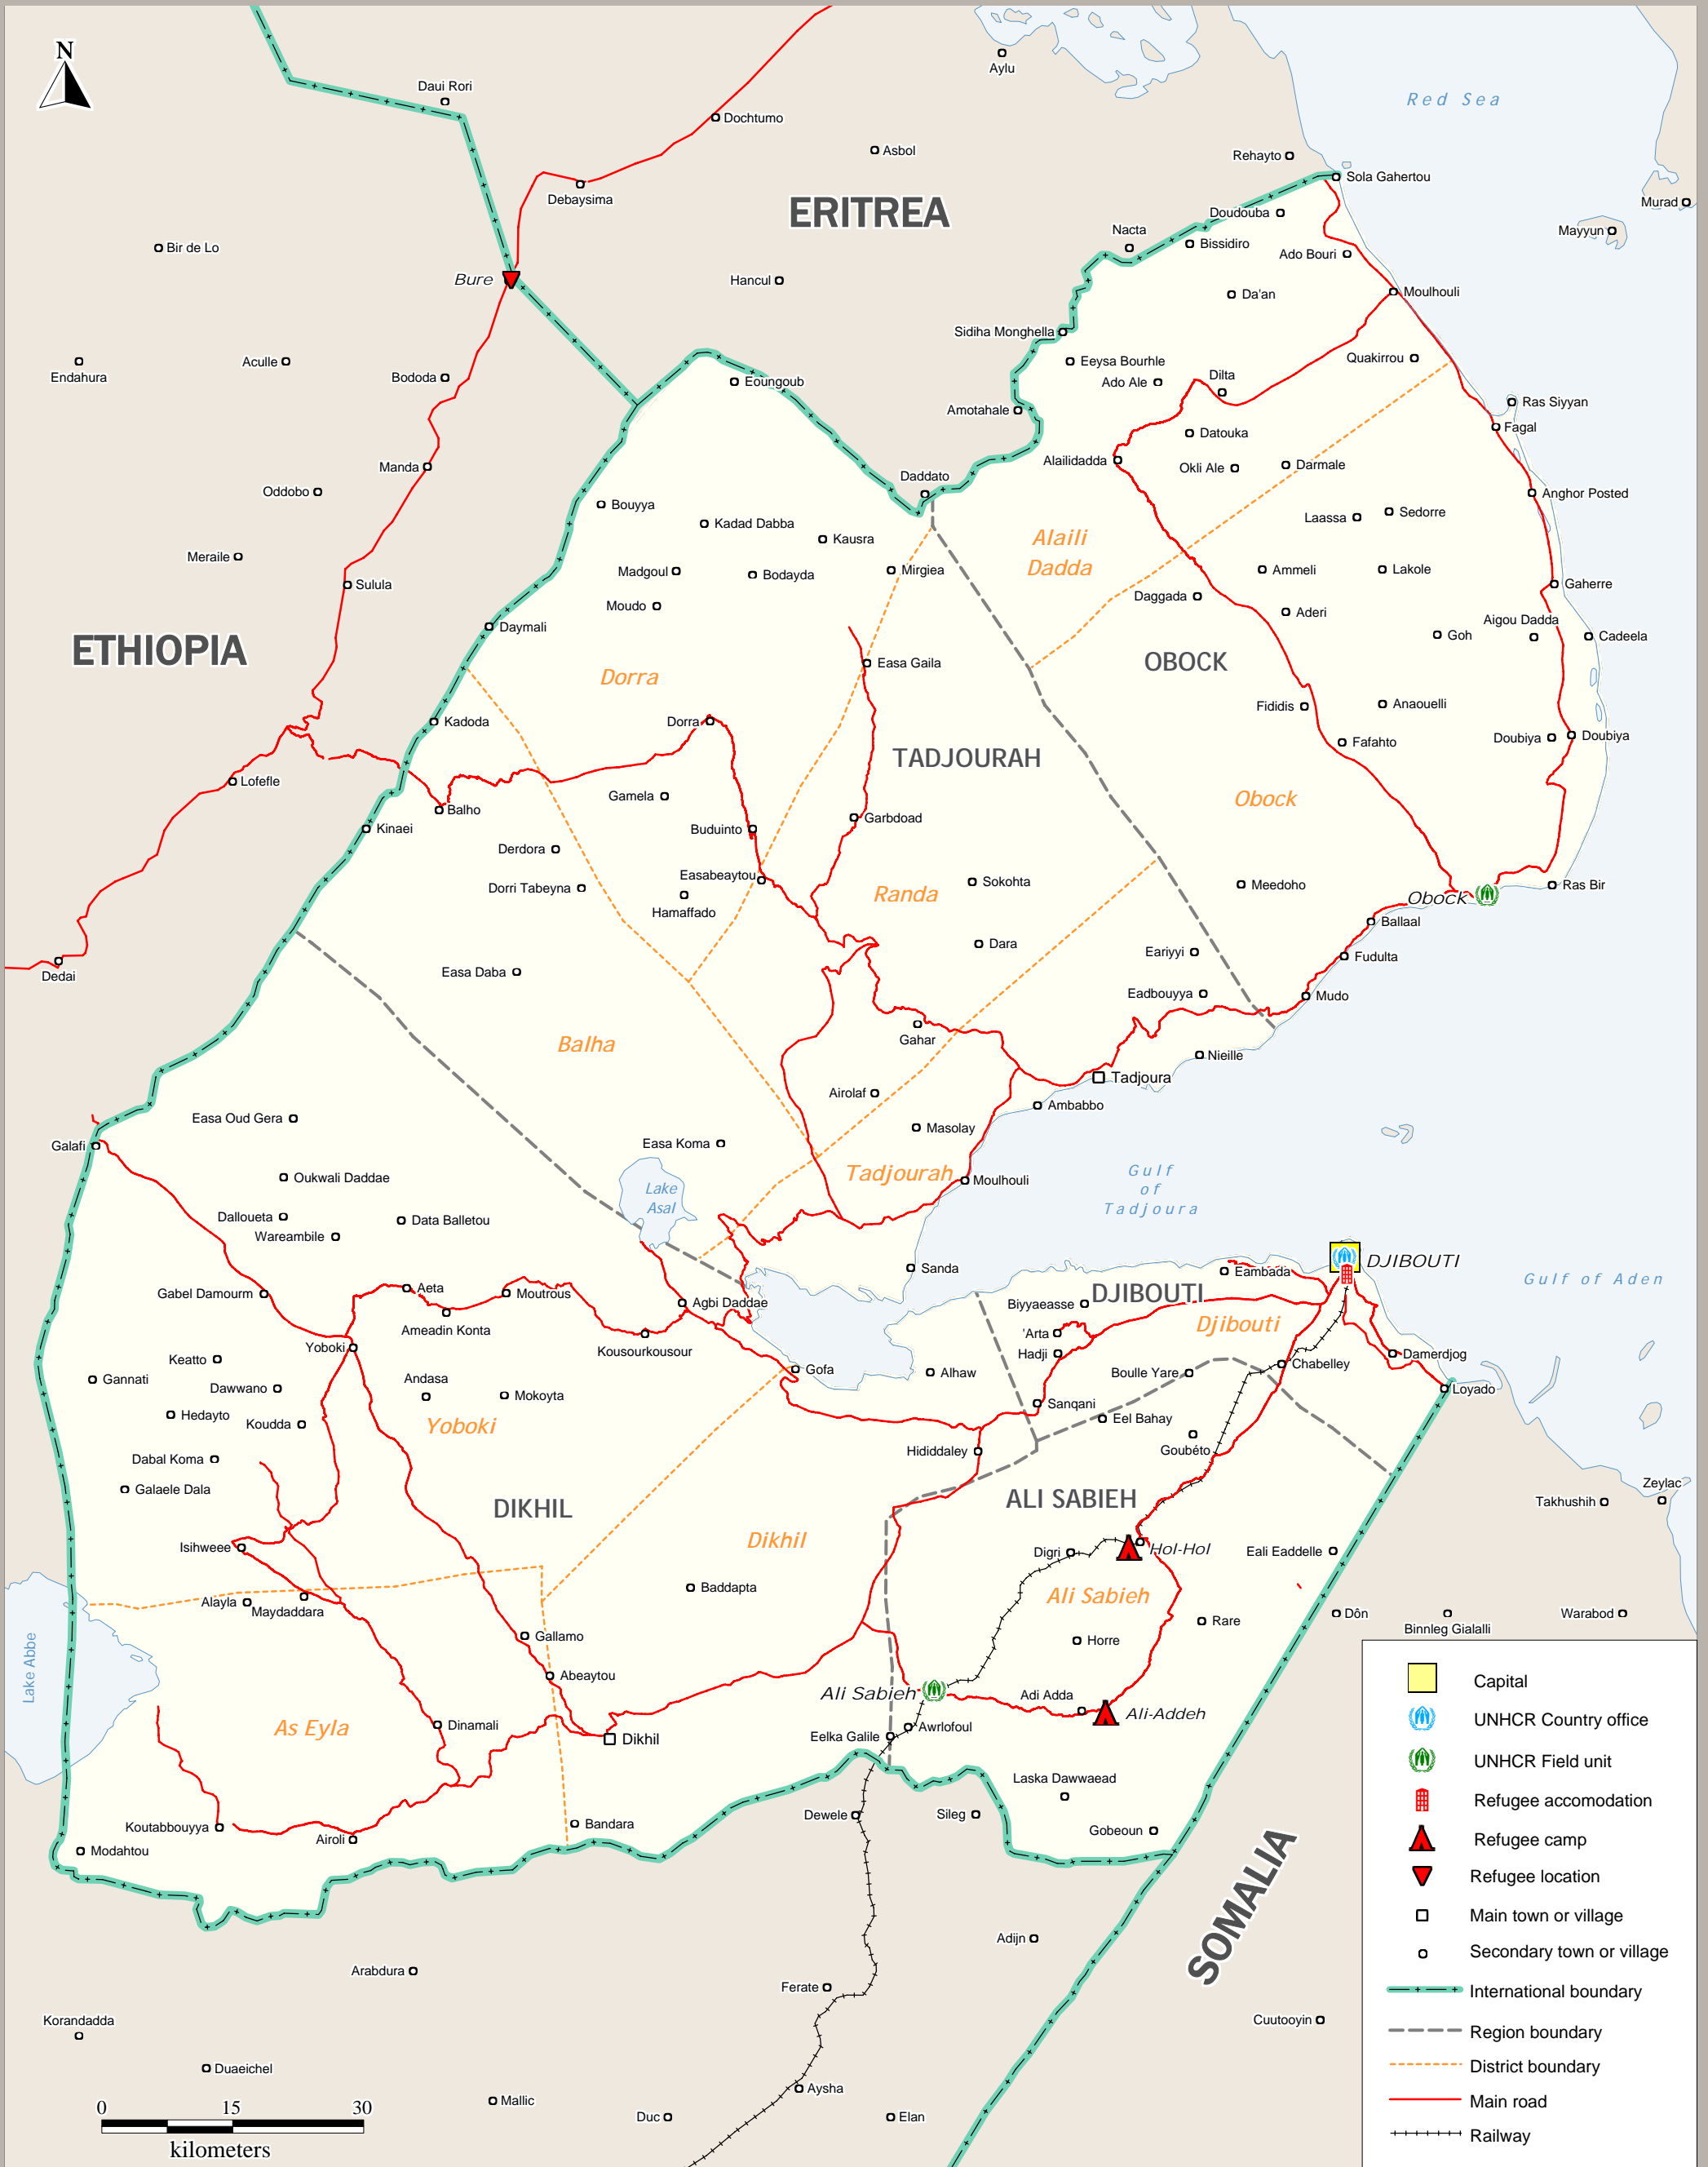 N
Daui Rori
Aylu
Red Sea
Dochtumo
Asbol
Rehayto
Sola Gahertou
Debaysima
ERITREA
Murad
Doudouba
Nacta
Bissidiro
Mayyun
Bir de Lo
Ado Bouri
Bure
Hancul
Da'an
Moulhouli
Sidiha Monghella
Endahura
Aculle
Eeysa Bourhle
Quakirrou
Bododa
Eoungoub
Ado Ale
Dilta
Amotahale
Ras Siyyan
Fagal
Datouka
Manda
Alailidadda
Okli Ale
Darmale
Daddato
Oddobo
Anghor Posted
Bouyya
Kadad Dabba
Laassa
Sedorre
Kausra
Alaili
Dadda
Meraile
Madgoul
Bodayda
Mirgiea
Ammeli
Lakole
Sulula
Gaherre
Moudo
Daggada
Aderi
Daymali
Aigou Dadda
Goh
Cadeela
ETHIOPIA
Easa Gaila
OBOCK
Dorra
Fididis
Anaouelli
Kadoda
Dorra
Fafahto
Doubiya
Doubiya
TADJOURAH
Lofefle
Gamela
Obock
Balho
Garbdoad
Kinaei
Buduinto
Derdora
Easabeaytou
Sokohta
Dorri Tabeyna
Randa
Meedoho
Ras Bir
Hamaffado
Obock
Ballaal
Dara
Eariyyi
Fudulta
Dedai
Easa Daba
Eadbouyya
Mudo
Balha
Gahar
Nieille
Tadjoura
Airolaf
Ambabbo
Easa Oud Gera
Masolay
Galafi
Easa Koma
Tadjourah
Moulhouli
Gulf
of
Tadjoura
Oukwali Daddae
Lake
Asal
Dalloueta
Data Balletou
Wareambile
DJIBOUTI
Sanda
Eambada
Gulf of Aden
Gabel Damourm
Aeta
Moutrous
DJIBOUTI
Agbi Daddae
Biyyaeasse
Ameadin Konta
Djibouti
'Arta
Yoboki
Kousourkousour
Hadji
Damerdjog
Keatto
Chabelley
Gannati
Gofa
Alhaw
Boulle Yare
Dawwano
Andasa
Mokoyta
Loyado
Hedayto
Koudda
Yoboki
Sanqani
Eel Bahay
Dabal Koma
Hididdaley
Goubéto
Galaele Dala
Zeylac
DIKHIL
ALI SABIEH
Takhushih
Isihweee
Dikhil
Digri
Hol-Hol
Eali Eaddelle
Baddapta
Ali Sabieh
Alayla
Maydaddara
Rare
Dôn
Binnleg Gialalli
Warabod
Gallamo
Horre
Lake Abbe
Abeaytou
Ali Sabieh
Adi Adda
Ali-Addeh
As Eyla
Dinamali
Dikhil
Eelka Galile
Awrlofoul
Laska Dawwaead
Koutabbouyya
Airoli
Bandara
Dewele
Sileg
Gobeoun
Modahtou
SOMALIA
Adijn
Arabdura
Ferate
Korandadda
Cuutooyin
Duaeichel
Aysha
Mallic
Duc
Elan
0 15 30
kilometers
Capital
UNHCR Country office
UNHCR Field unit
Refugee accomodation
Refugee camp
Refugee location
Main town or village
Secondary town or village
International boundary
Region boundary
District boundary
Main road
Railway